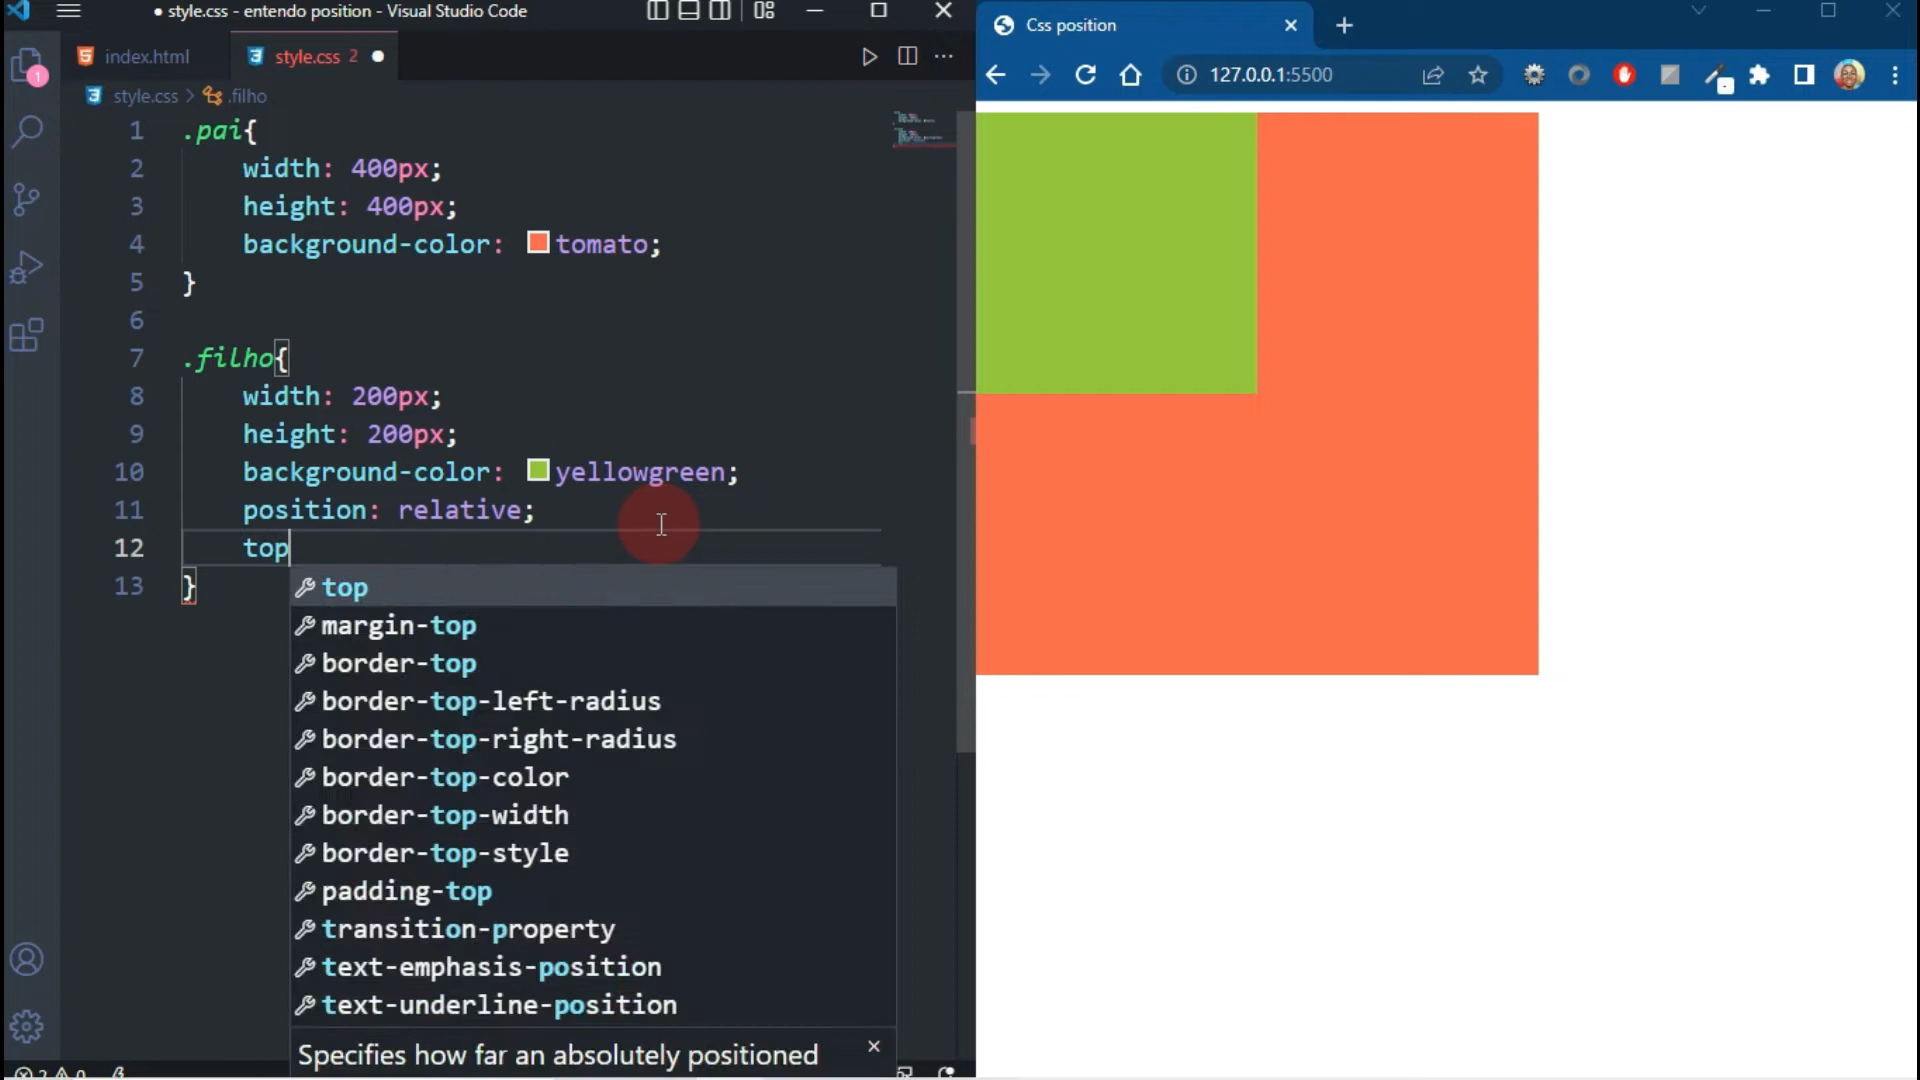 ● style.css - entendo position - Visual Studio Code
index.html
style.css 2 ●
1
style.css > .filho
1 .pai{
2 width: 400px;
3 height: 400px;
4 background-color: tomato;
5 }
6
7 .filho{
8 width: 200px;
9 height: 200px;
10 background-color: yellowgreen;
11 position: relative;
12 top
13 }
top
margin-top
border-top
border-top-left-radius
border-top-right-radius
border-top-color
border-top-width
border-top-style
padding-top
transition-property
text-emphasis-position
text-underline-position
Specifies how far an absolutely positioned
Css position
127.0.0.1:5500